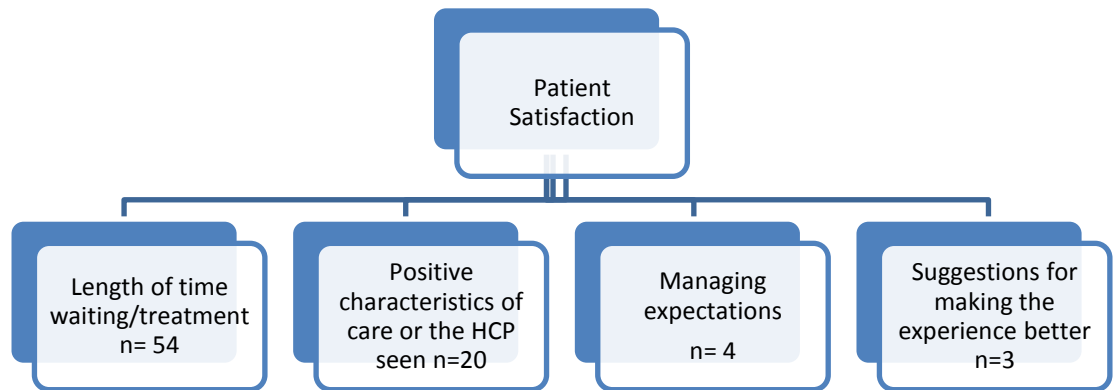 Patient
Satisfaction
Length of time
waiting/treatment
n= 54
Positive
characteristics of
care or the HCP
seen n=20
Managing
expectations
n= 4
Suggestions for
making the
experience better
n=3